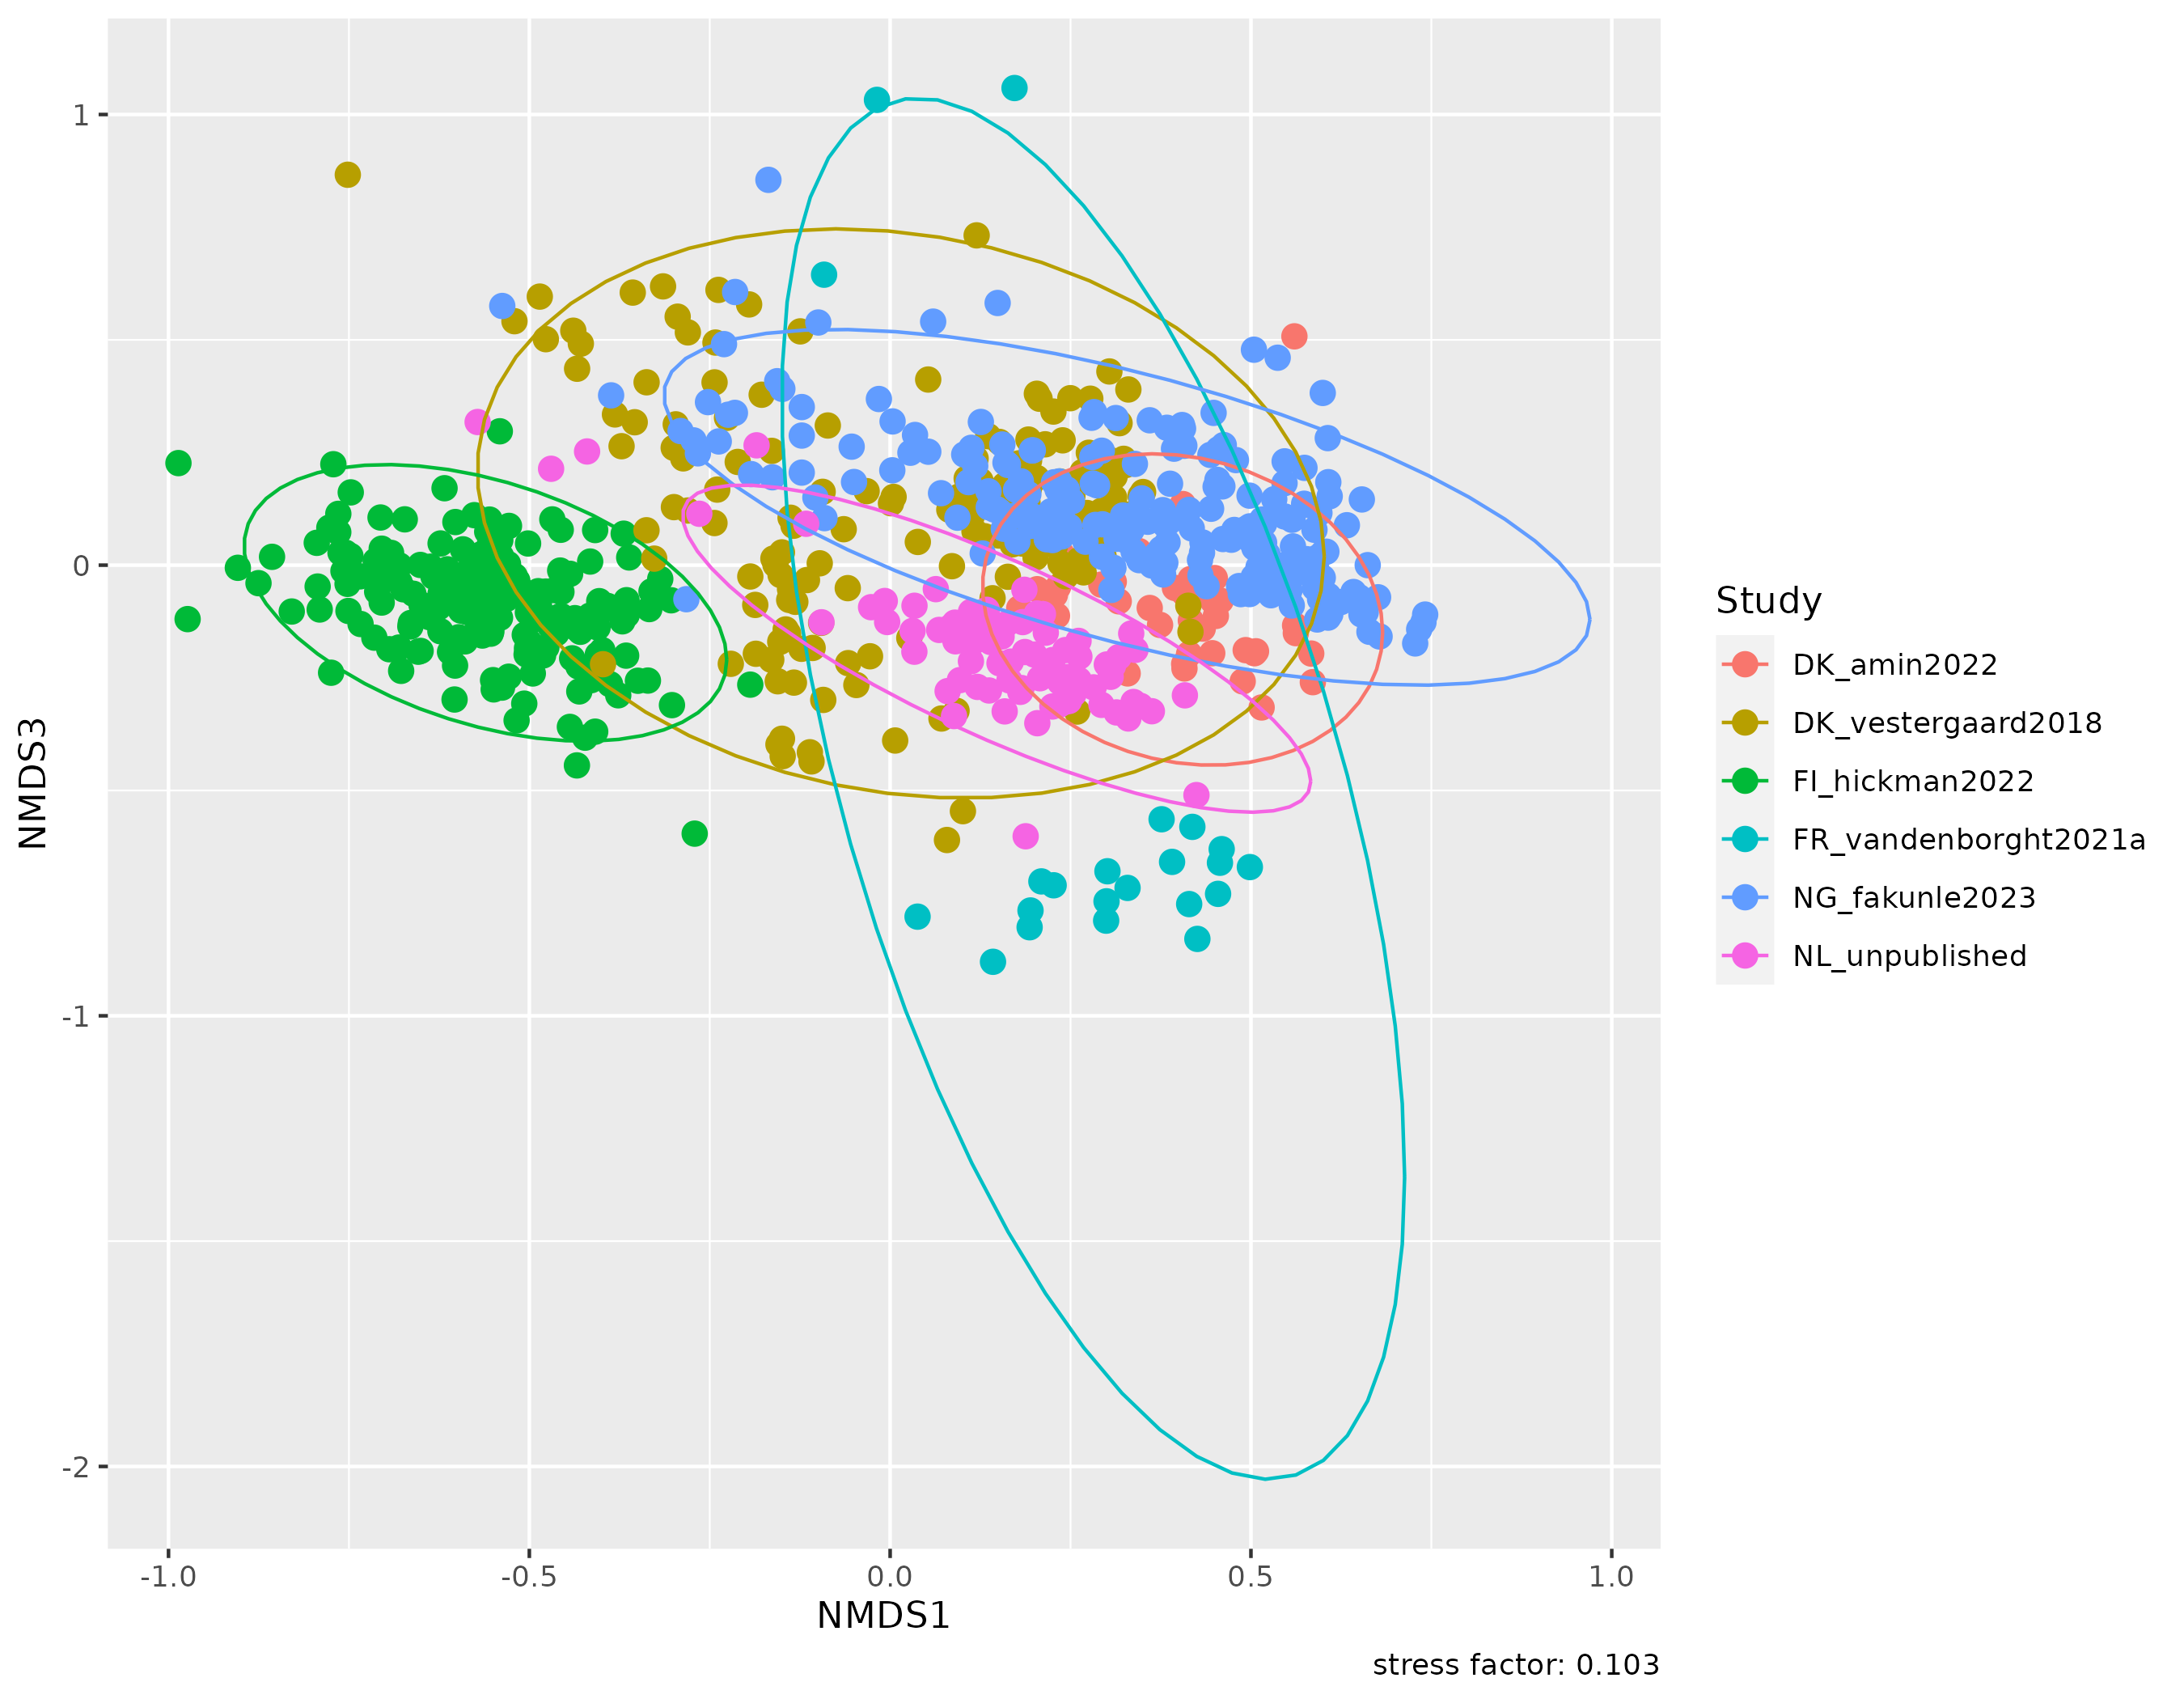 1
0
-1
-2
NMDS3
-1.0 -0.5 0.0 0.5 1.0
NMDS1
stress factor: 0.103
Study
DK_amin2022
DK_vestergaard2018
FI_hickman2022
FR_vandenborght2021a
NG_fakunle2023
NL_unpublished